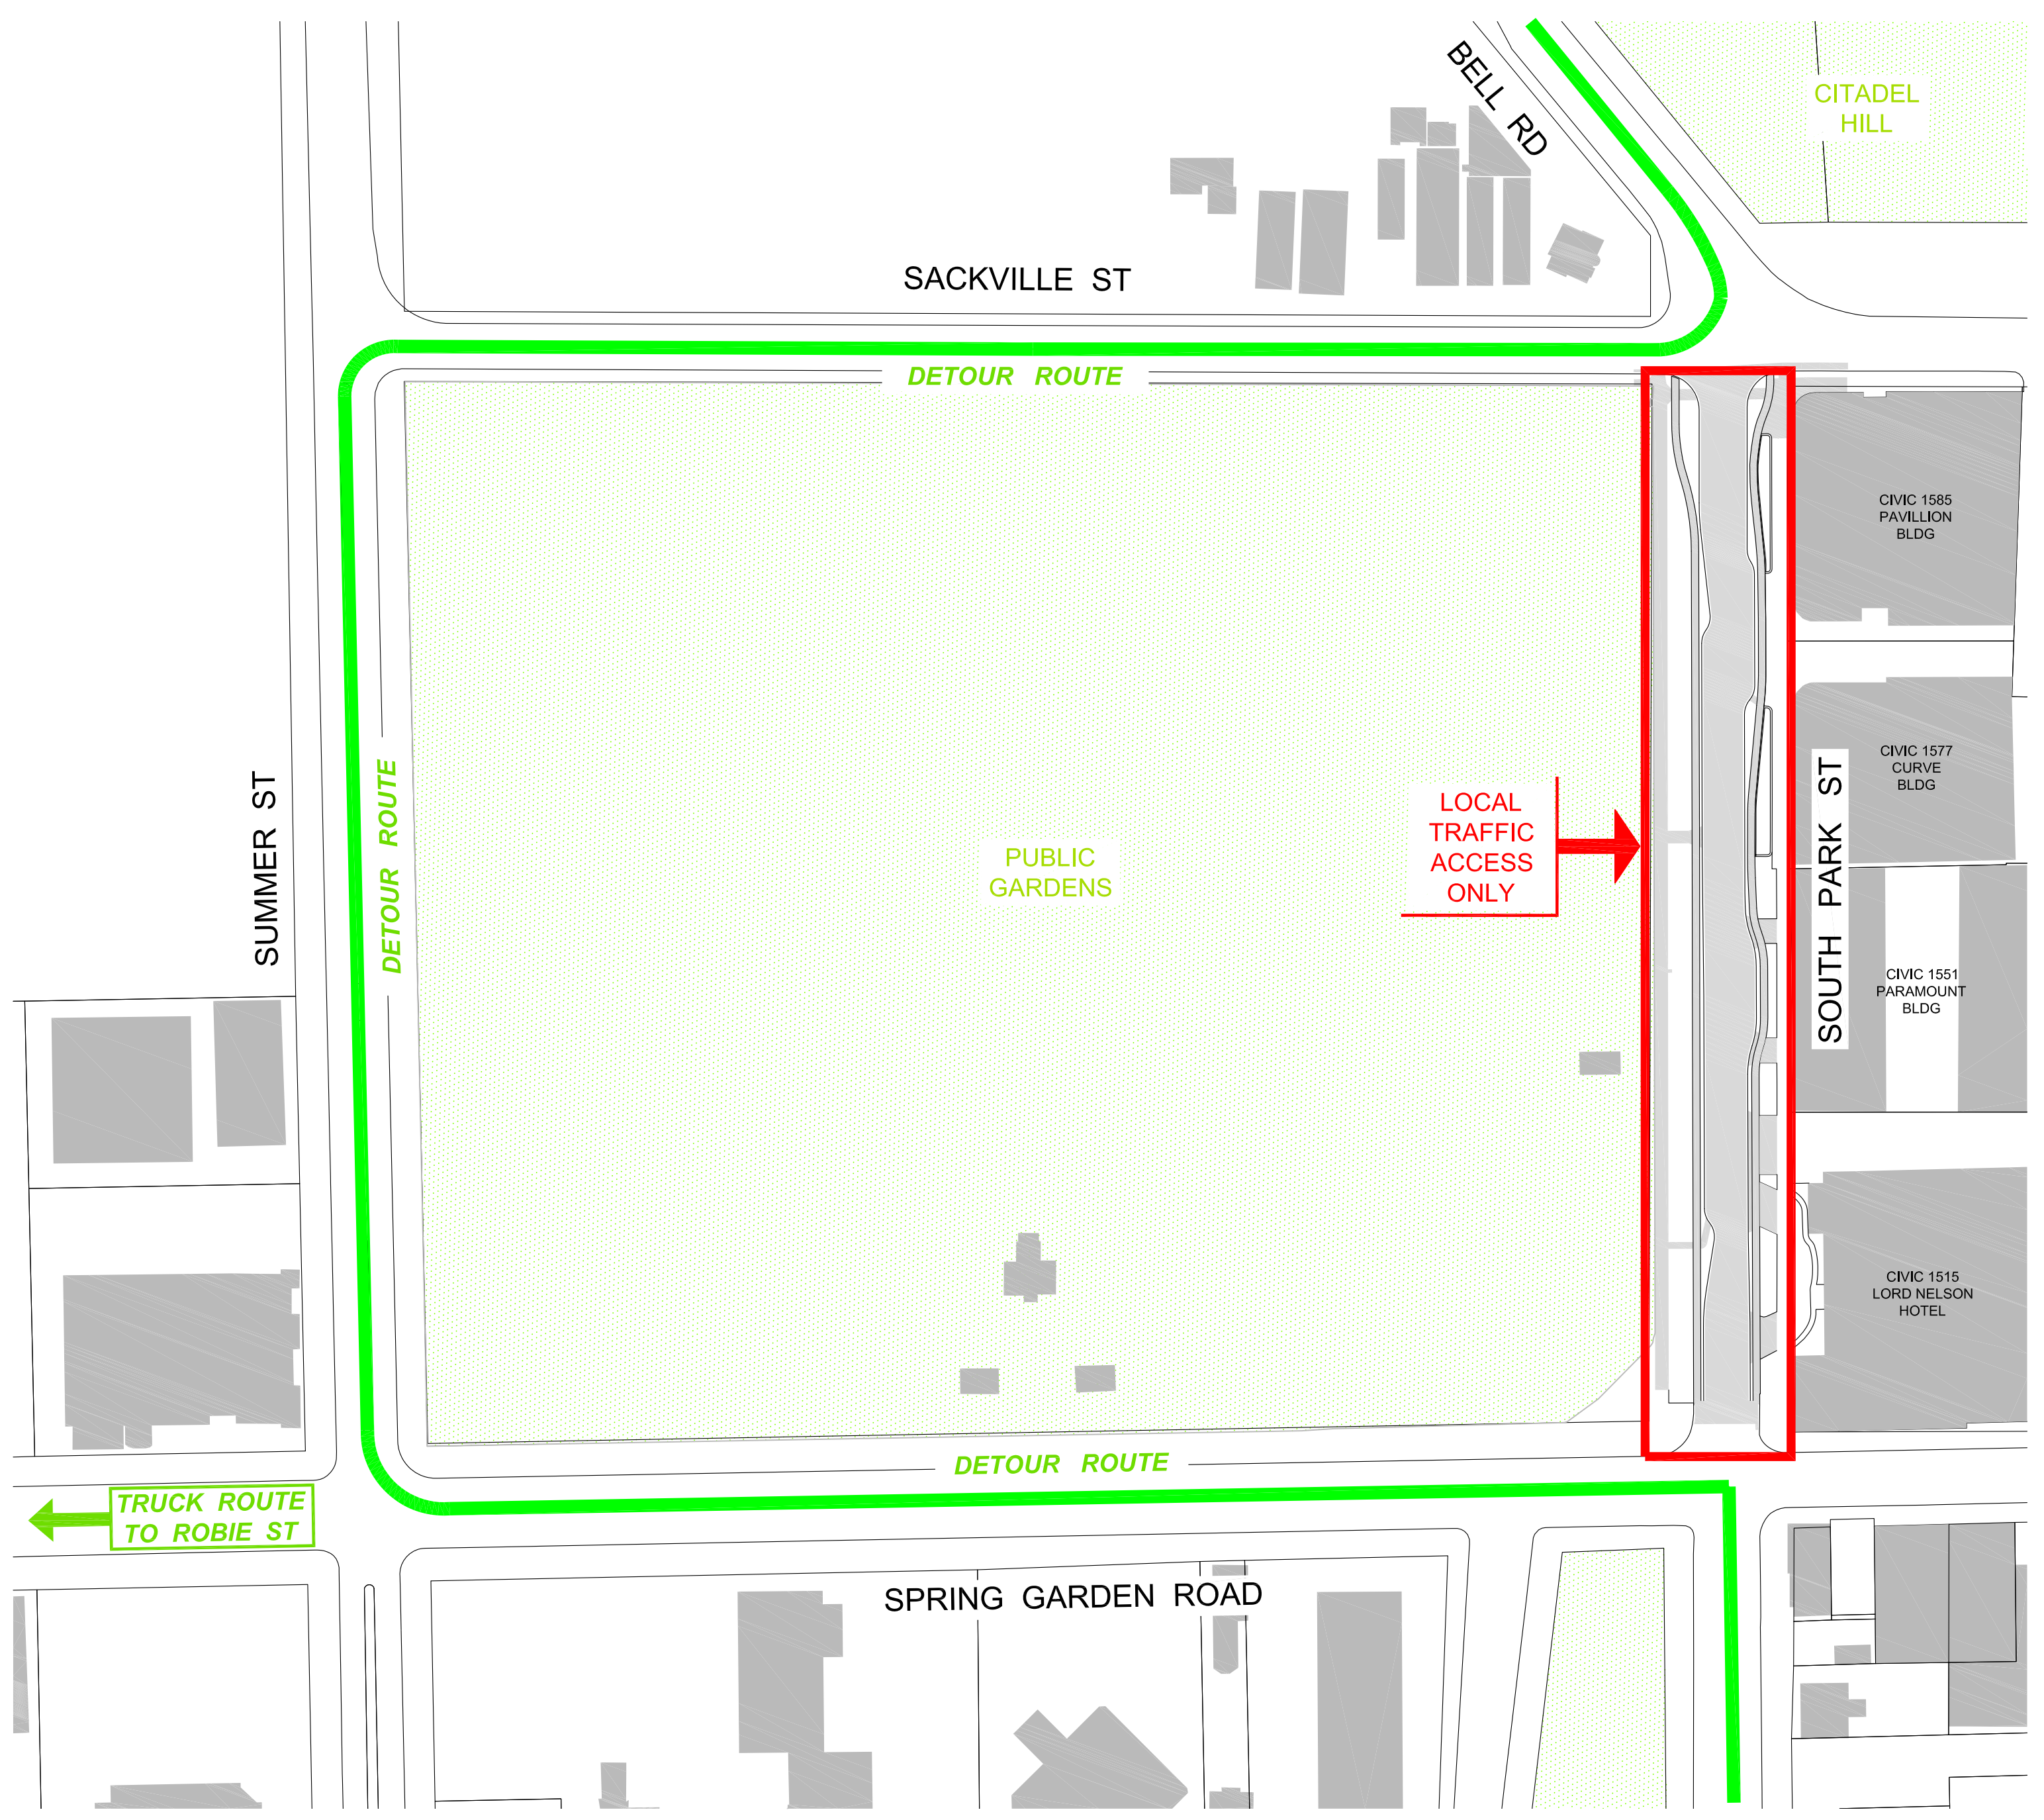 BELL RD
CITADEL
HILL
SACKVILLE ST
DETOUR ROUTE
CIVIC 1585
PAVILLION
BLDG
SUMMER ST
DETOUR ROUTE
PUBLIC
GARDENS
LOCAL
TRAFFIC
ACCESS
ONLY
SOUTH PARK ST
CIVIC 1577
CURVE
BLDG
CIVIC 1551
PARAMOUNT
BLDG
CIVIC 1515
LORD NELSON
HOTEL
DETOUR ROUTE
TRUCK ROUTE
TO ROBIE ST
SPRING GARDEN ROAD